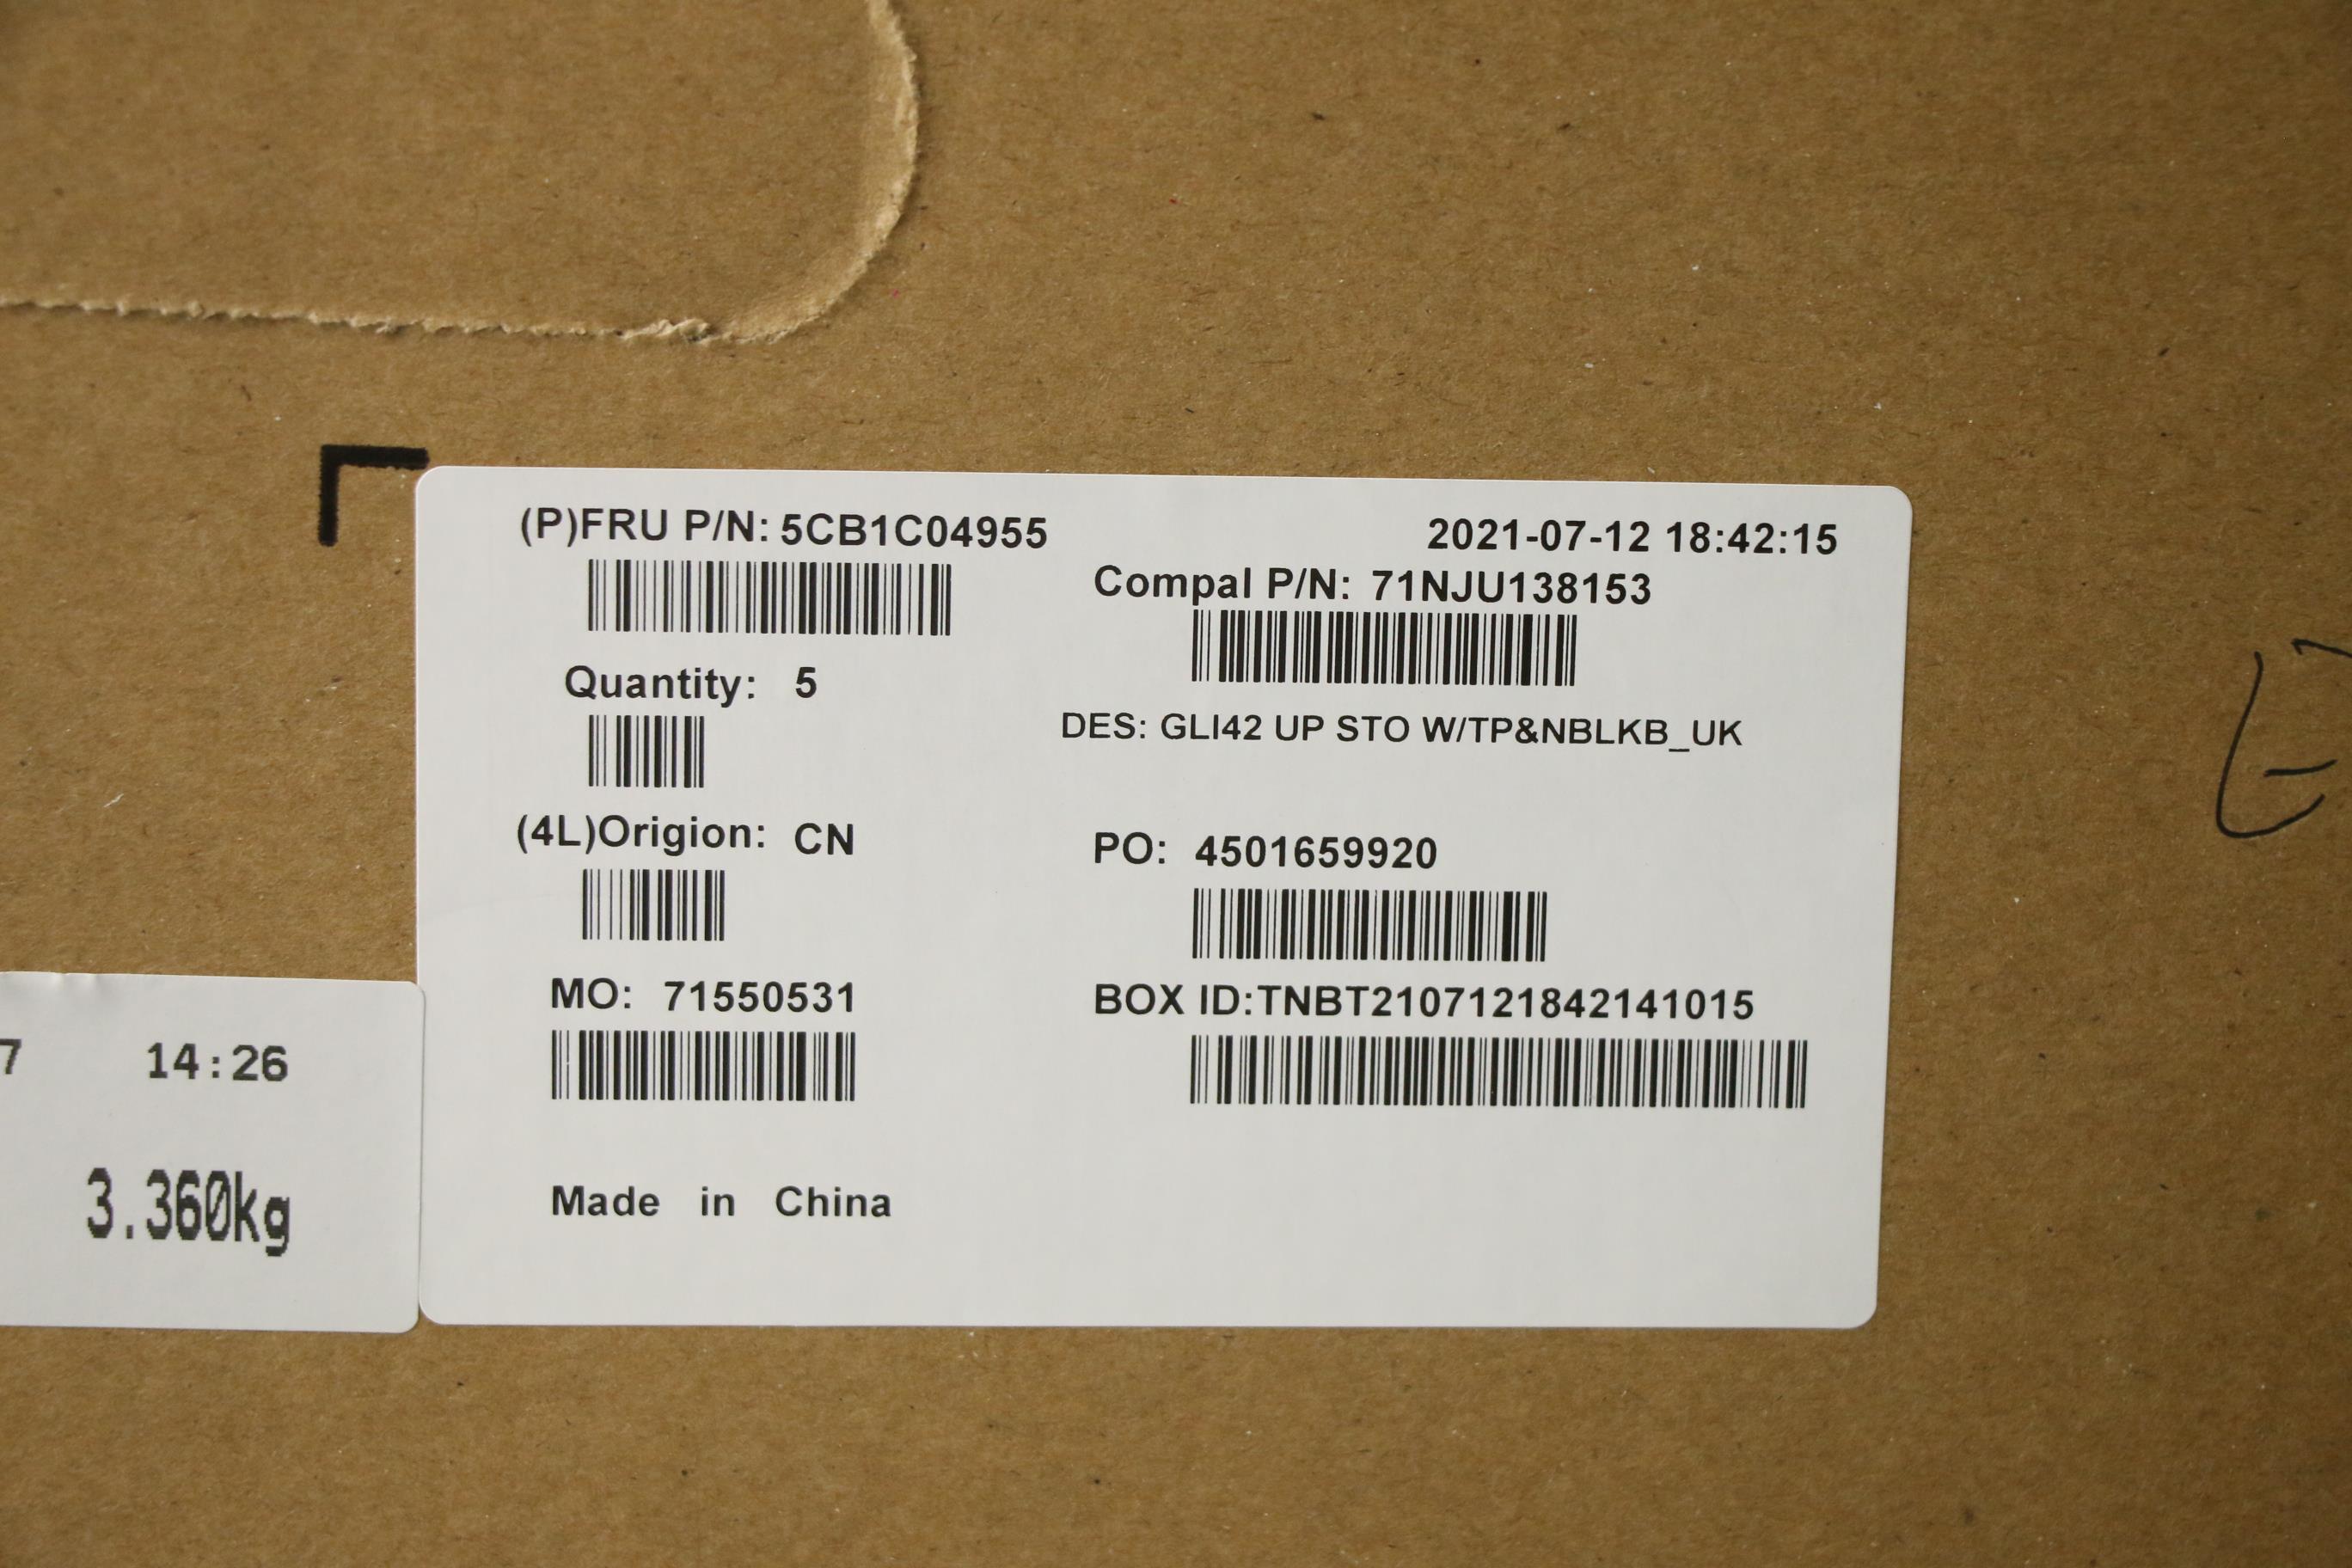 (P)FRU P/N: 5CB1C04955
2021-07-12 18:42:15
Compal P/N: 71NJU138153
Quantity: 5
DES: GLI42 UP STO W/TP&NBLKB_UK
(4L)Origion: CN
PO: 4501659920
MO: 71550531
BOX ID:TNBT2107121842141015
Made in China
7 14:26
3.360kg